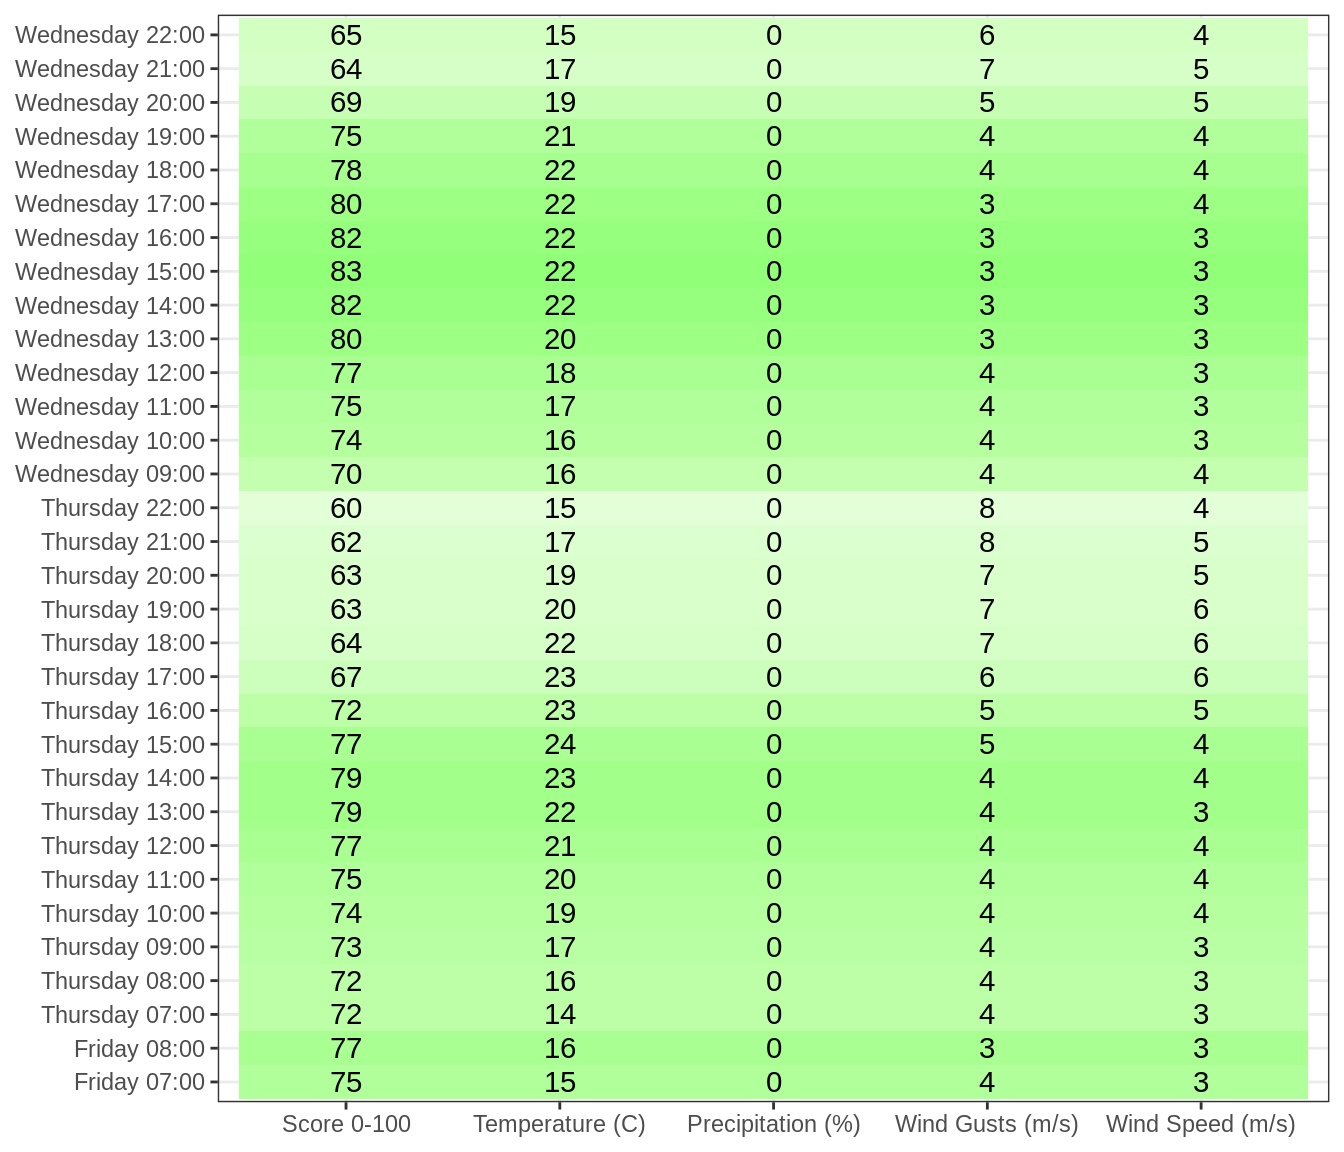 Wednesday 22:00 65 15 0 6 4
Wednesday 21:00 64 17 0 7 5
Wednesday 20:00 69 19 0 5 5
Wednesday 19:00 75 21 0 4 4
Wednesday 18:00 78 22 0 4 4
Wednesday 17:00 80 22 0 3 4
Wednesday 16:00 82 22 0 3 3
Wednesday 15:00 83 22 0 3 3
Wednesday 14:00 82 22 0 3 3
Wednesday 13:00 80 20 0 3 3
Wednesday 12:00 77 18 0 4 3
Wednesday 11:00 75 17 0 4 3
Wednesday 10:00 74 16 0 4 3
Wednesday 09:00 70 16 0 4 4
Thursday 22:00 60 15 0 8 4
Thursday 21:00 62 17 0 8 5
Thursday 20:00 63 19 0 7 5
Thursday 19:00 63 20 0 7 6
Thursday 18:00 64 22 0 7 6
Thursday 17:00 67 23 0 6 6
Thursday 16:00 72 23 0 5 5
Thursday 15:00 77 24 0 5 4
Thursday 14:00 79 23 0 4 4
Thursday 13:00 79 22 0 4 3
Thursday 12:00 77 21 0 4 4
Thursday 11:00 75 20 0 4 4
Thursday 10:00 74 19 0 4 4
Thursday 09:00 73 17 0 4 3
Thursday 08:00 72 16 0 4 3
Thursday 07:00 72 14 0 4 3
Friday 08:00 77 16 0 3 3
Friday 07:00 75 15 0 4 3
Score 0-100 Temperature (C) Precipitation (%) Wind Gusts (m/s) Wind Speed (m/s)